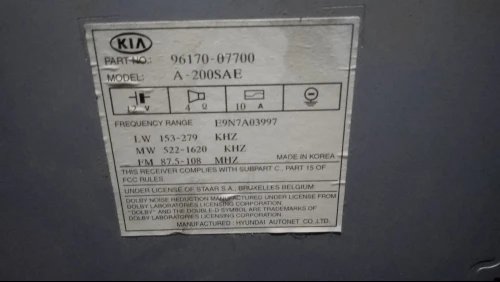 KIA
PART-NO.: 96170-07700
MODEL: A-200SAE
12 V 4 Ω 10 A
FREQUENCY RANGE E9N7A03997
LW 153-279 KHZ
MW 522-1620 KHZ
FM 87.5-108 MHZ
MADE IN KOREA
THIS RECEIVER COMPLIES WITH SUBPART C., PART 15 OF
FCC RULES.
UNDER LICENSE OF STAAR S.A., BRUXELLES BELGIUM.
DOLBY NOISE REDUCTION MANUFACTURED UNDER LICENSE FROM
DOLBY LABORATORIES LICENSING CORPORATION.
"DOLBY" AND THE DOUBLE-D SYMBOL ARE TRADEMARKS OF
DOLBY LABORATORIES LICENSING CORPORATION.
MANUFACTURED : HYUNDAI AUTONET CO.,LTD.